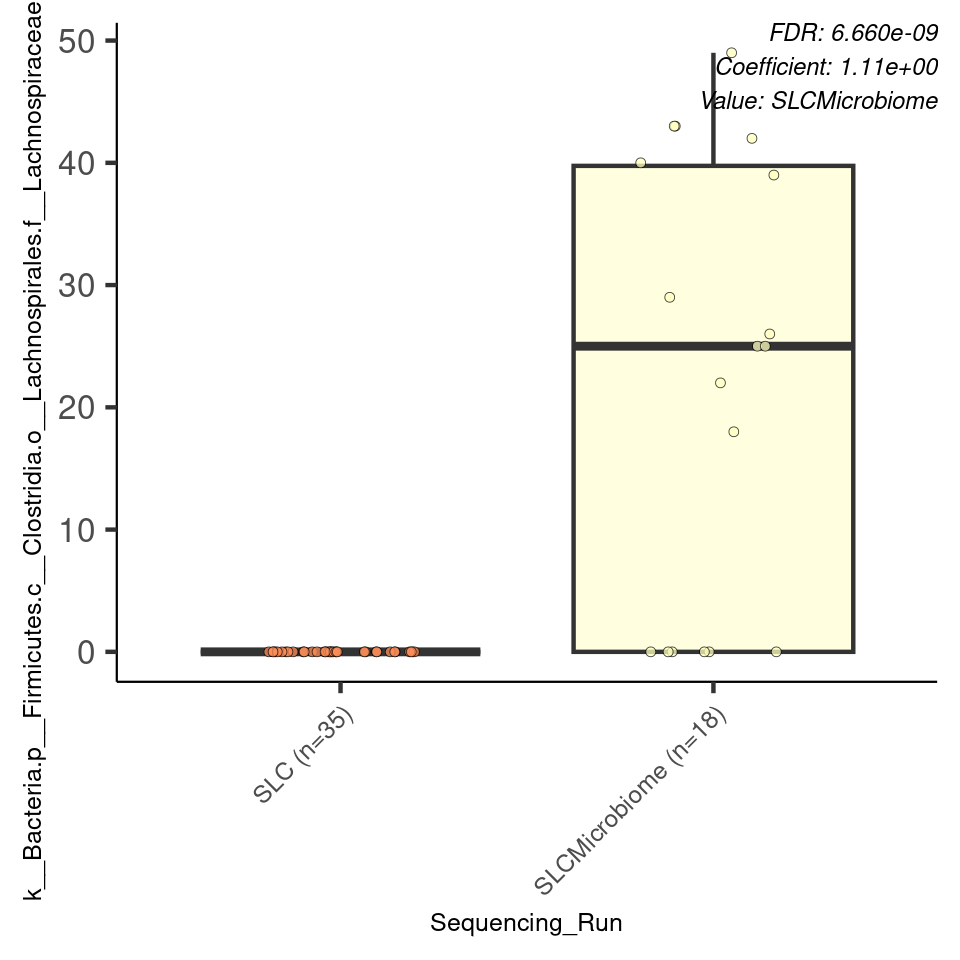 FDR: 6.660e-09
Coefficient: 1.11e+00
Value: SLCMicrobiome
50
40
30
20
10
0
k__Bacteria.p__Firmicutes.c__Clostridia.o__Lachnospirales.f__Lachnospiraceae
SLC (n=35)
SLCMicrobiome (n=18)
Sequencing_Run